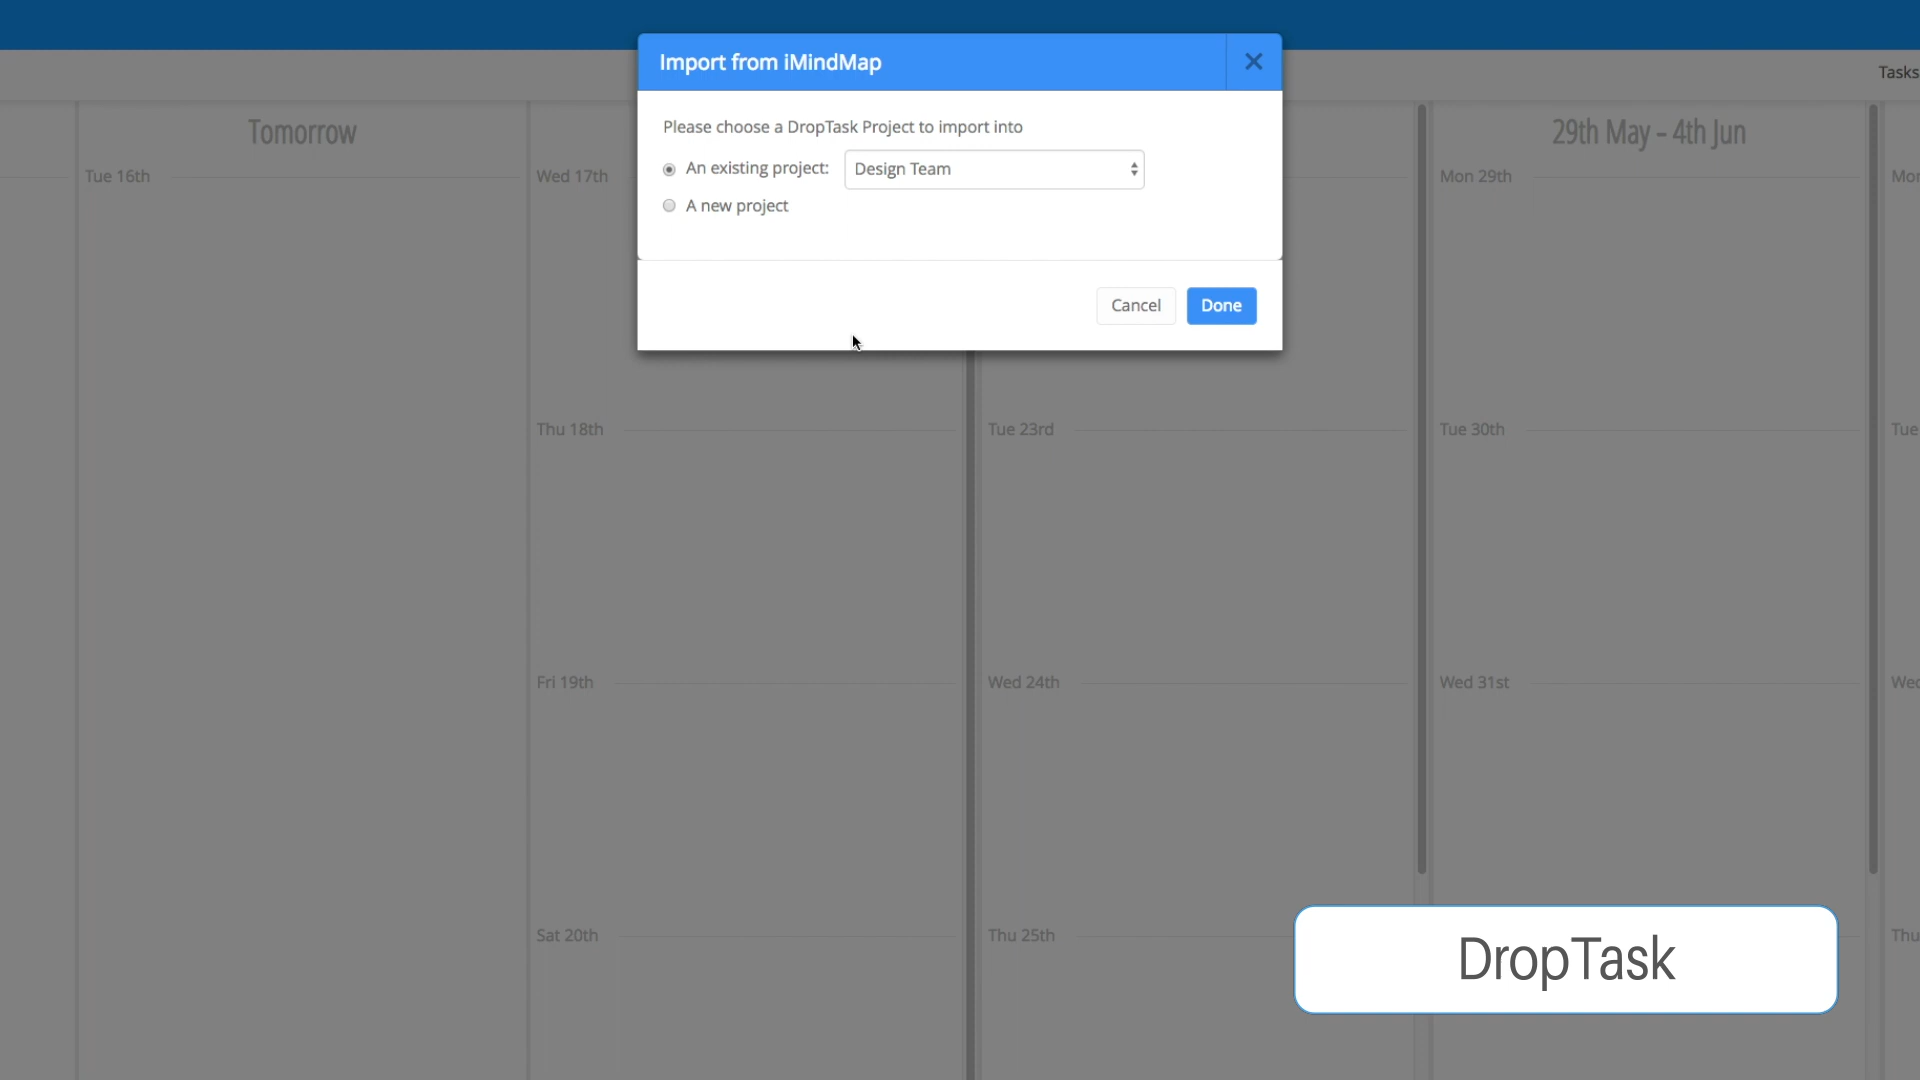 Import from iMindMap
Tasks
Please choose a DropTask Project to import into
An existing project: Design Team
A new project
Cancel Done
Tomorrow
29th May - 4th Jun
Tue 16th
Wed 17th
Mon 29th
Thu 18th
Tue 23rd
Tue 30th
Tue
Fri 19th
Wed 24th
Wed 31st
Sat 20th
Thu 25th
Thu
DropTask